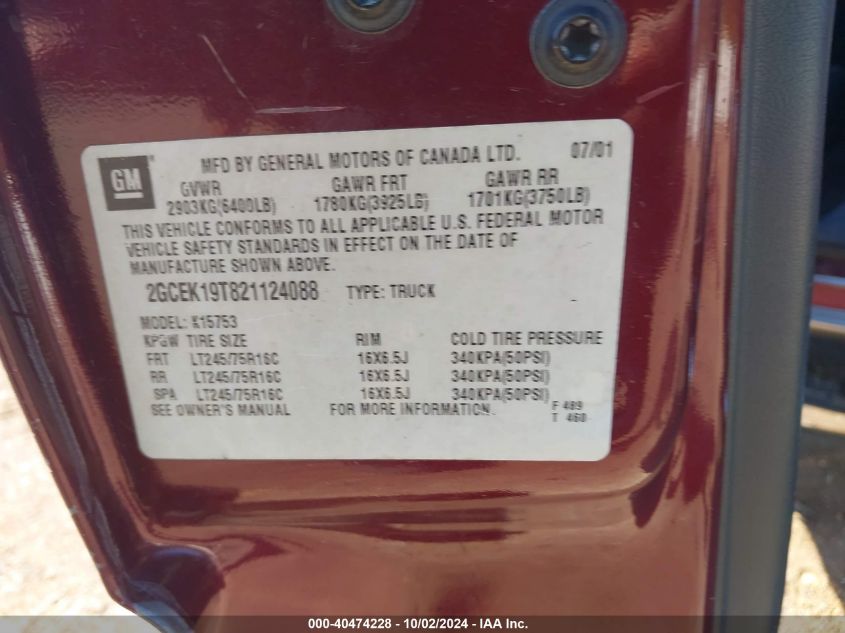 GM
MFD BY GENERAL MOTORS OF CANADA LTD. 07/01
GVWR GAWR FRT GAWR RR
2903KG(6400LB) 1780KG(3925LB) 1701KG(3750LB)
THIS VEHICLE CONFORMS TO ALL APPLICABLE U.S. FEDERAL MOTOR
VEHICLE SAFETY STANDARDS IN EFFECT ON THE DATE OF
MANUFACTURE SHOWN ABOVE.
2GCEK19T821124088 TYPE: TRUCK
MODEL: K15753
KPGW TIRE SIZE RIM COLD TIRE PRESSURE
FRT LT245/75R16C 16X6.5J 340KPA(50PSI)
RR LT245/75R16C 16X6.5J 340KPA(50PSI)
SPA LT245/75R16C 16X6.5J 340KPA(50PSI)
SEE OWNER'S MANUAL FOR MORE INFORMATION.
F 489
T 460
000-40474228 - 10/02/2024 - IAA Inc.